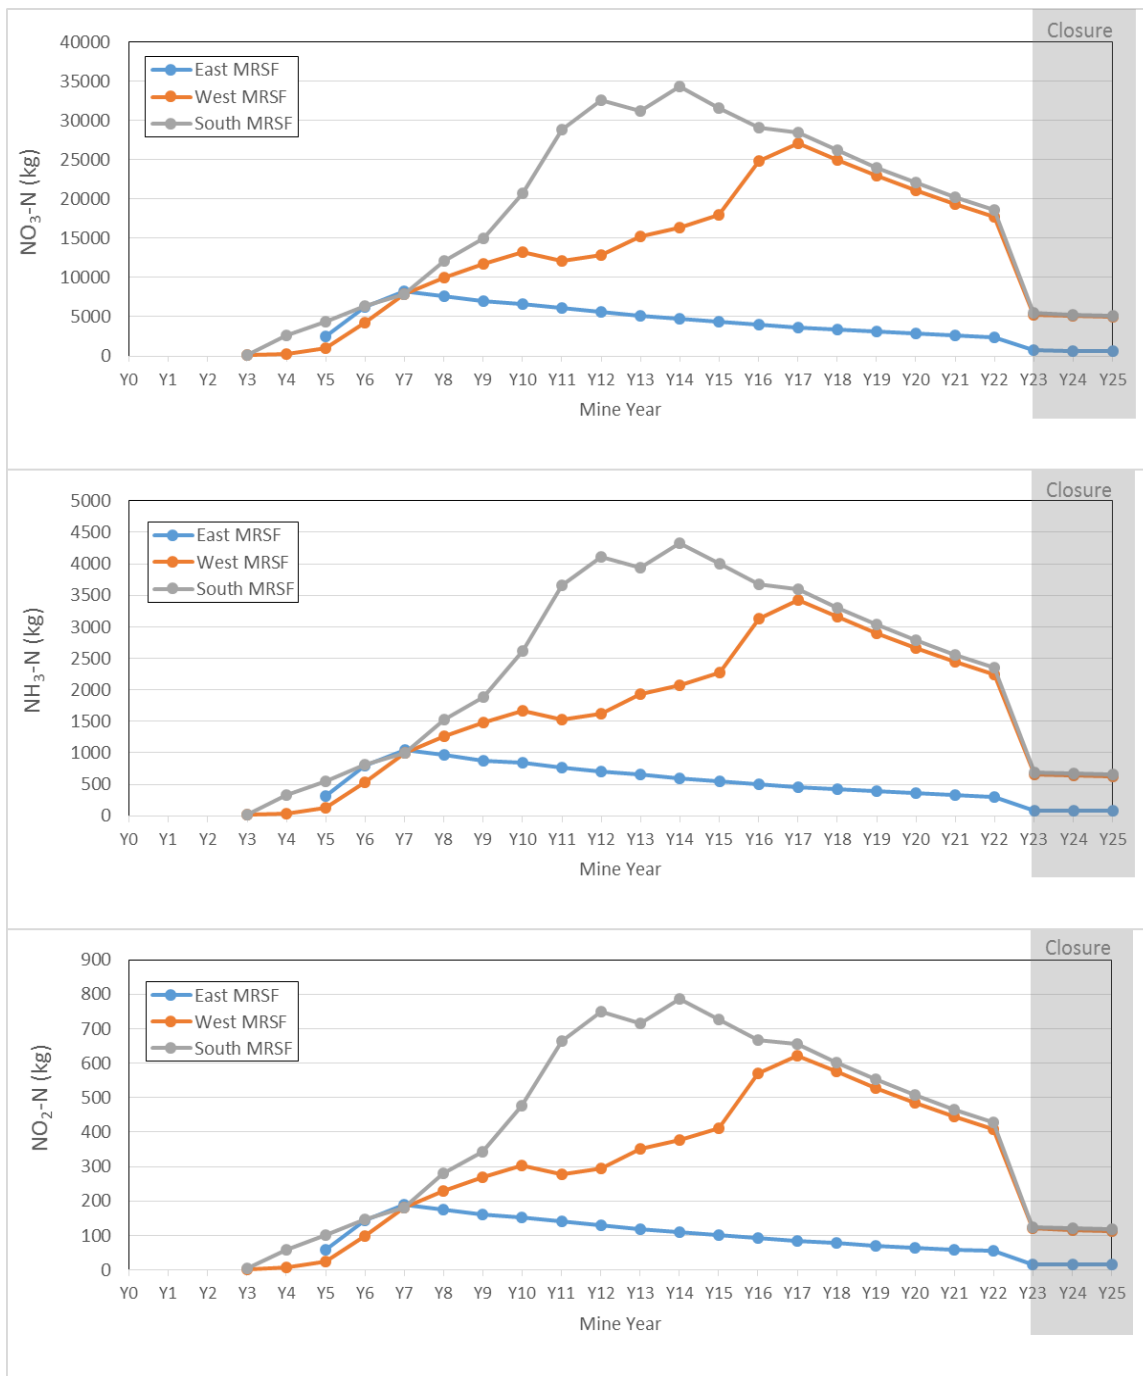 Closure
40000
35000
30000
25000
20000
15000
10000
5000
0
NO₃-N (kg)
East MRSF
West MRSF
South MRSF
Y0 Y1 Y2 Y3 Y4 Y5 Y6 Y7 Y8 Y9 Y10 Y11 Y12 Y13 Y14 Y15 Y16 Y17 Y18 Y19 Y20 Y21 Y22 Y23 Y24 Y25
Mine Year
Closure
5000
4500
4000
3500
3000
2500
2000
1500
1000
500
0
NH₃-N (kg)
East MRSF
West MRSF
South MRSF
Y0 Y1 Y2 Y3 Y4 Y5 Y6 Y7 Y8 Y9 Y10 Y11 Y12 Y13 Y14 Y15 Y16 Y17 Y18 Y19 Y20 Y21 Y22 Y23 Y24 Y25
Mine Year
Closure
900
800
700
600
500
400
300
200
100
0
NO₂-N (kg)
East MRSF
West MRSF
South MRSF
Y0 Y1 Y2 Y3 Y4 Y5 Y6 Y7 Y8 Y9 Y10 Y11 Y12 Y13 Y14 Y15 Y16 Y17 Y18 Y19 Y20 Y21 Y22 Y23 Y24 Y25
Mine Year